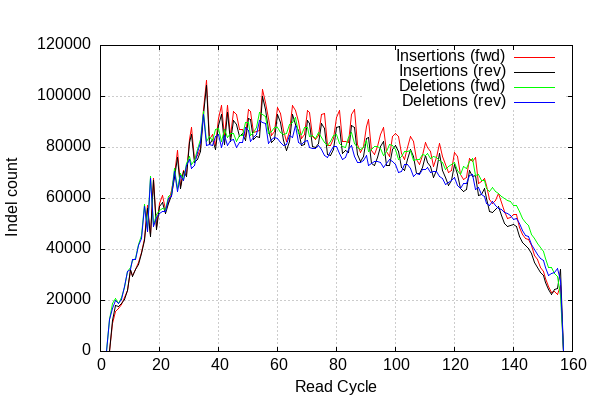 120000
100000
80000
60000
40000
20000
0
Indel count
Insertions (fwd)
Insertions (rev)
Deletions (fwd)
Deletions (rev)
0 20 40 60 80 100 120 140 160
Read Cycle